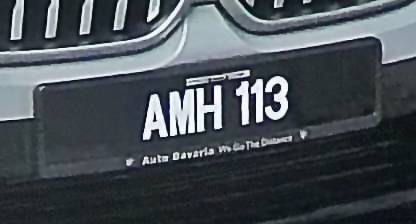 AMH 113
Auto Bavaria We Go The Distance